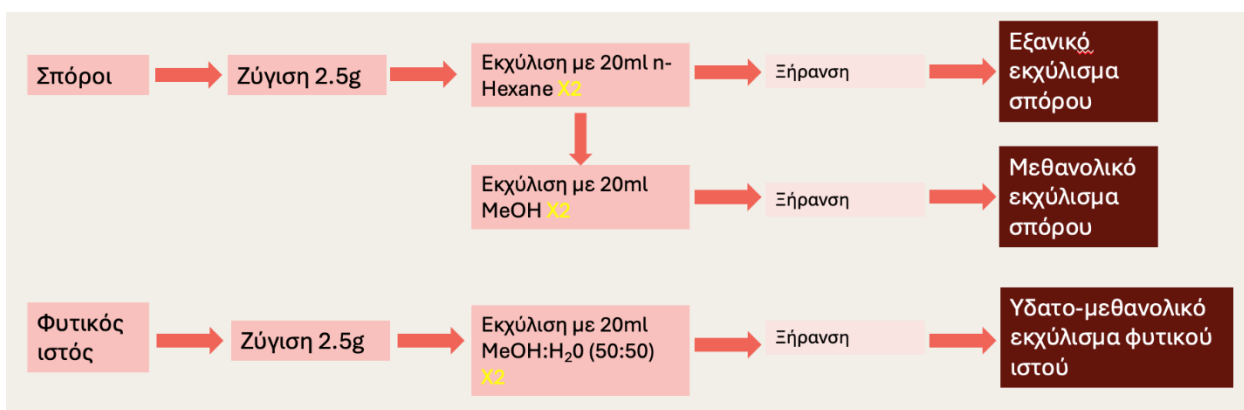 Σπόροι
Ζύγιση 2.5g
Εκχύλιση με 20ml n-
Hexane X2
Ξήρανση
Εξανικό
εκχύλισμα
σπόρου
Εκχύλιση με 20ml
MeOH X2
Ξήρανση
Μεθανολικό
εκχύλισμα
σπόρου
Φυτικός
ιστός
Ζύγιση 2.5g
Εκχύλιση με 20ml
MeOH:H₂0 (50:50)
X2
Ξήρανση
Υδατο-μεθανολικό
εκχύλισμα φυτικού
ιστού